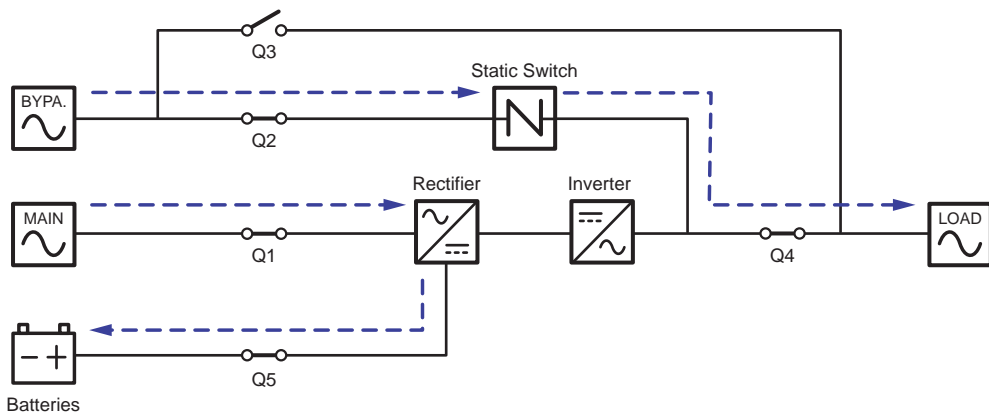 Q3
Static Switch
BYPA.
Q2
Rectifier
Inverter
MAIN
LOAD
Q1
Q4
Q5
Batteries